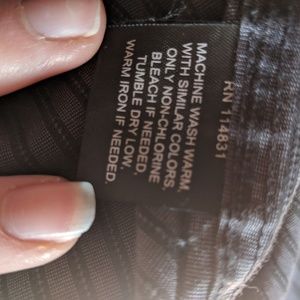 RN 114831
MACHINE WASH WARM
WITH SIMILAR COLORS.
ONLY NON-CHLORINE
BLEACH IF NEEDED.
TUMBLE DRY LOW.
WARM IRON IF NEEDED.